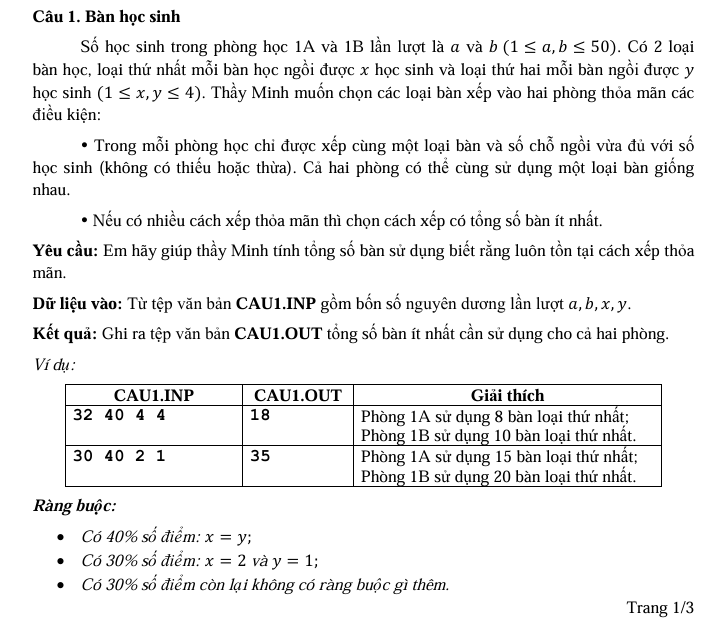 Câu 1. Bàn học sinh
Số học sinh trong phòng học 1A và 1B lần lượt là a và b (1 ≤ a, b ≤ 50). Có 2 loại
bàn học, loại thứ nhất mỗi bàn học ngồi được x học sinh và loại thứ hai mỗi bàn ngồi được y
học sinh (1 ≤ x, y ≤ 4). Thầy Minh muốn chọn các loại bàn xếp vào hai phòng thỏa mãn các
điều kiện:
• Trong mỗi phòng học chỉ được xếp cùng một loại bàn và số chỗ ngồi vừa đủ với số
học sinh (không có thiếu hoặc thừa). Cả hai phòng có thể cùng sử dụng một loại bàn giống
nhau.
• Nếu có nhiều cách xếp thỏa mãn thì chọn cách xếp có tổng số bàn ít nhất.
Yêu cầu: Em hãy giúp thầy Minh tính tổng số bàn sử dụng biết rằng luôn tồn tại cách xếp thỏa
mãn.
Dữ liệu vào: Từ tệp văn bản CAU1.INP gồm bốn số nguyên dương lần lượt a, b, x, y.
Kết quả: Ghi ra tệp văn bản CAU1.OUT tổng số bàn ít nhất cần sử dụng cho cả hai phòng.
Ví dụ:
CAU1.INP CAU1.OUT Giải thích
32 40 4 4 18 Phòng 1A sử dụng 8 bàn loại thứ nhất;
Phòng 1B sử dụng 10 bàn loại thứ nhất.
30 40 2 1 35 Phòng 1A sử dụng 15 bàn loại thứ nhất;
Phòng 1B sử dụng 20 bàn loại thứ nhất.
Ràng buộc:
• Có 40% số điểm: x = y;
• Có 30% số điểm: x = 2 và y = 1;
• Có 30% số điểm còn lại không có ràng buộc gì thêm.
Trang 1/3